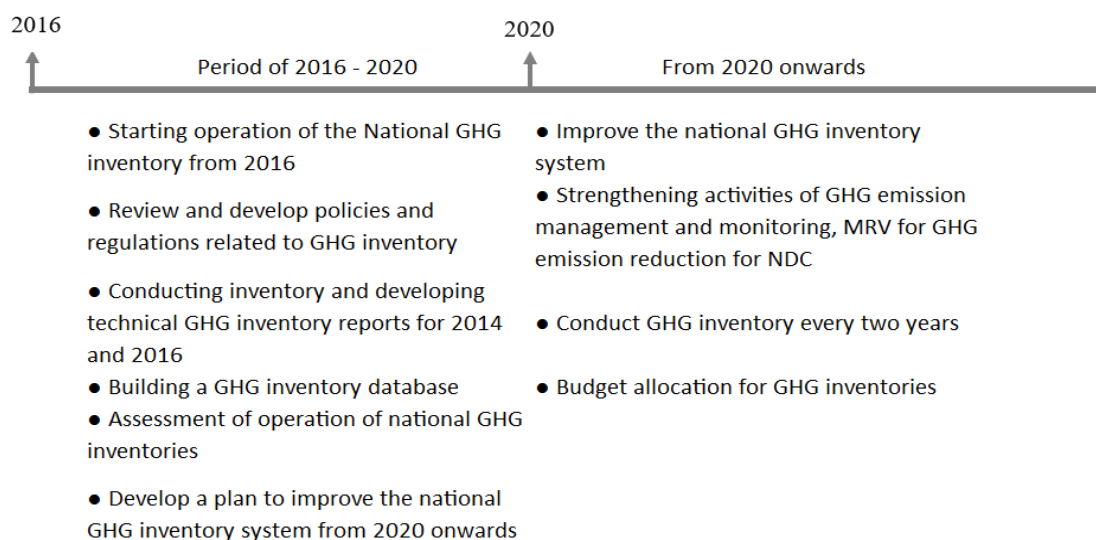 2016
2020
Period of 2016 - 2020
From 2020 onwards
● Starting operation of the National GHG
inventory from 2016
● Review and develop policies and
regulations related to GHG inventory
● Conducting inventory and developing
technical GHG inventory reports for 2014
and 2016
● Building a GHG inventory database
● Assessment of operation of national GHG
inventories
● Develop a plan to improve the national
GHG inventory system from 2020 onwards
● Improve the national GHG inventory
system
● Strengthening activities of GHG emission
management and monitoring, MRV for GHG
emission reduction for NDC
● Conduct GHG inventory every two years
● Budget allocation for GHG inventories